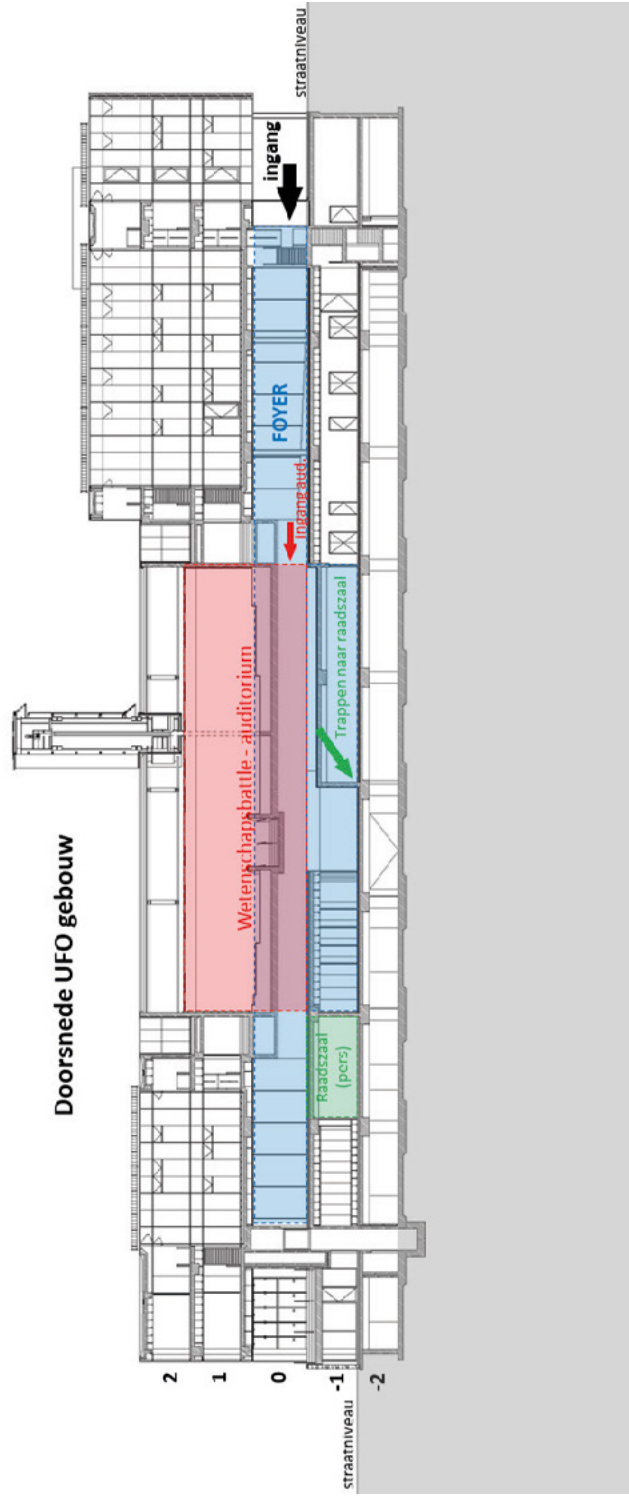 Doorsnede UFO gebouw
straatniveau
ingang
FOYER
Ingang aud.
Wetenschapsbattle - auditorium
Trappen naar raadszaal
Raadszaal
(pers)
2
1
0
-1
-2
straatniveau